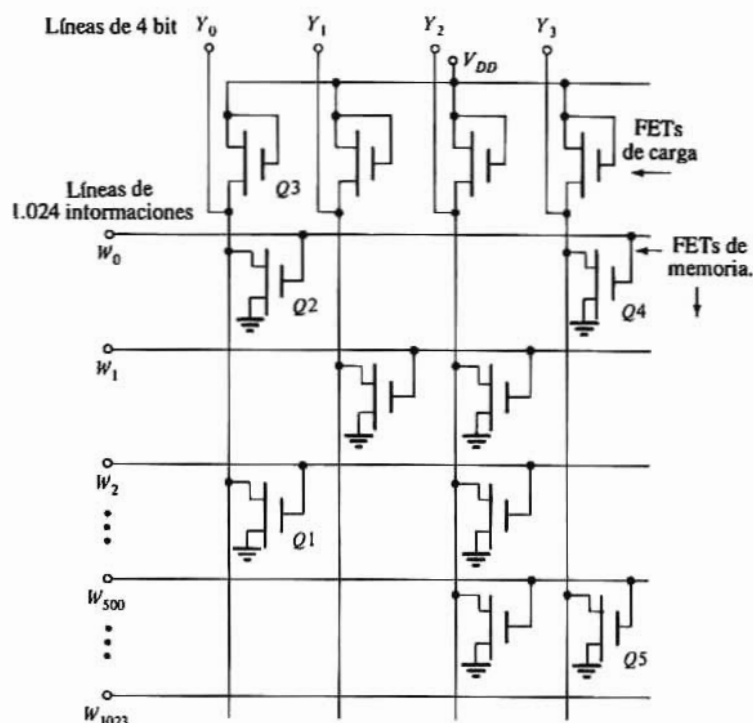 Líneas de 4 bit
Y0
Y1
Y2
Y3
VDD
FETs
de carga
Q3
Líneas de
1.024 intormaciones
W0
FETs de
memoria.
Q2
Q4
W1
W2
Q1
W500
Q5
W1023